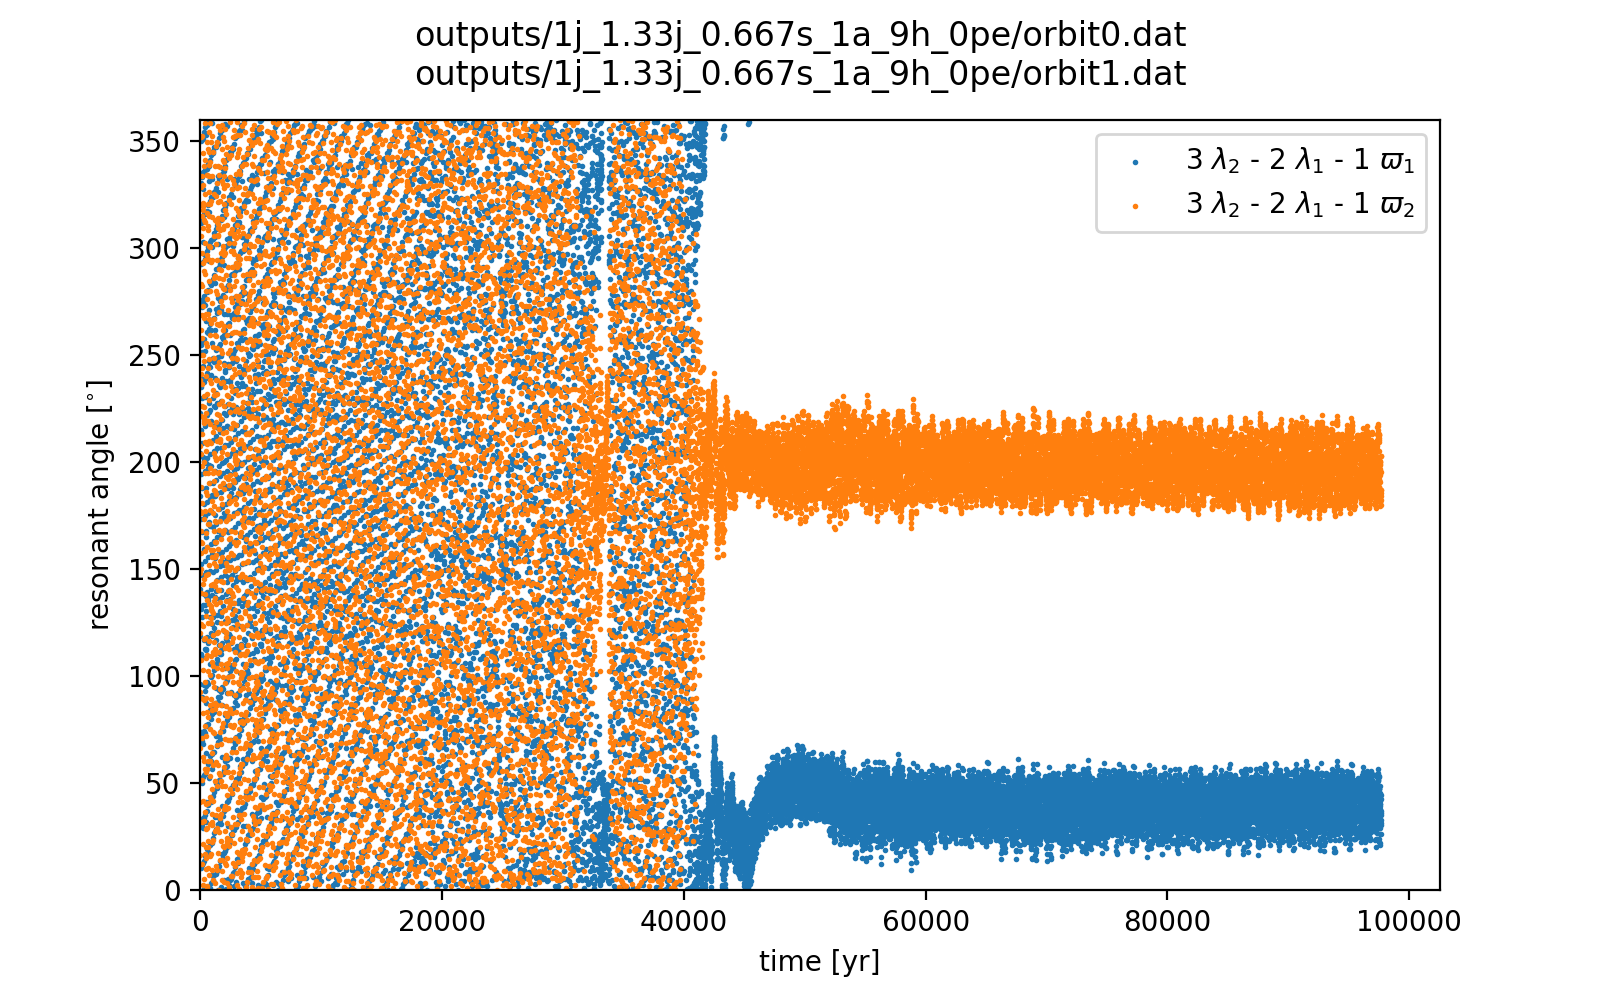 outputs/1j_1.33j_0.667s_1a_9h_0pe/orbit0.dat
outputs/1j_1.33j_0.667s_1a_9h_0pe/orbit1.dat
3 λ₂ - 2 λ₁ - 1 ϖ₁
3 λ₂ - 2 λ₁ - 1 ϖ₂
350
300
250
200
150
100
50
0
resonant angle [°]
0 20000 40000 60000 80000 100000
time [yr]